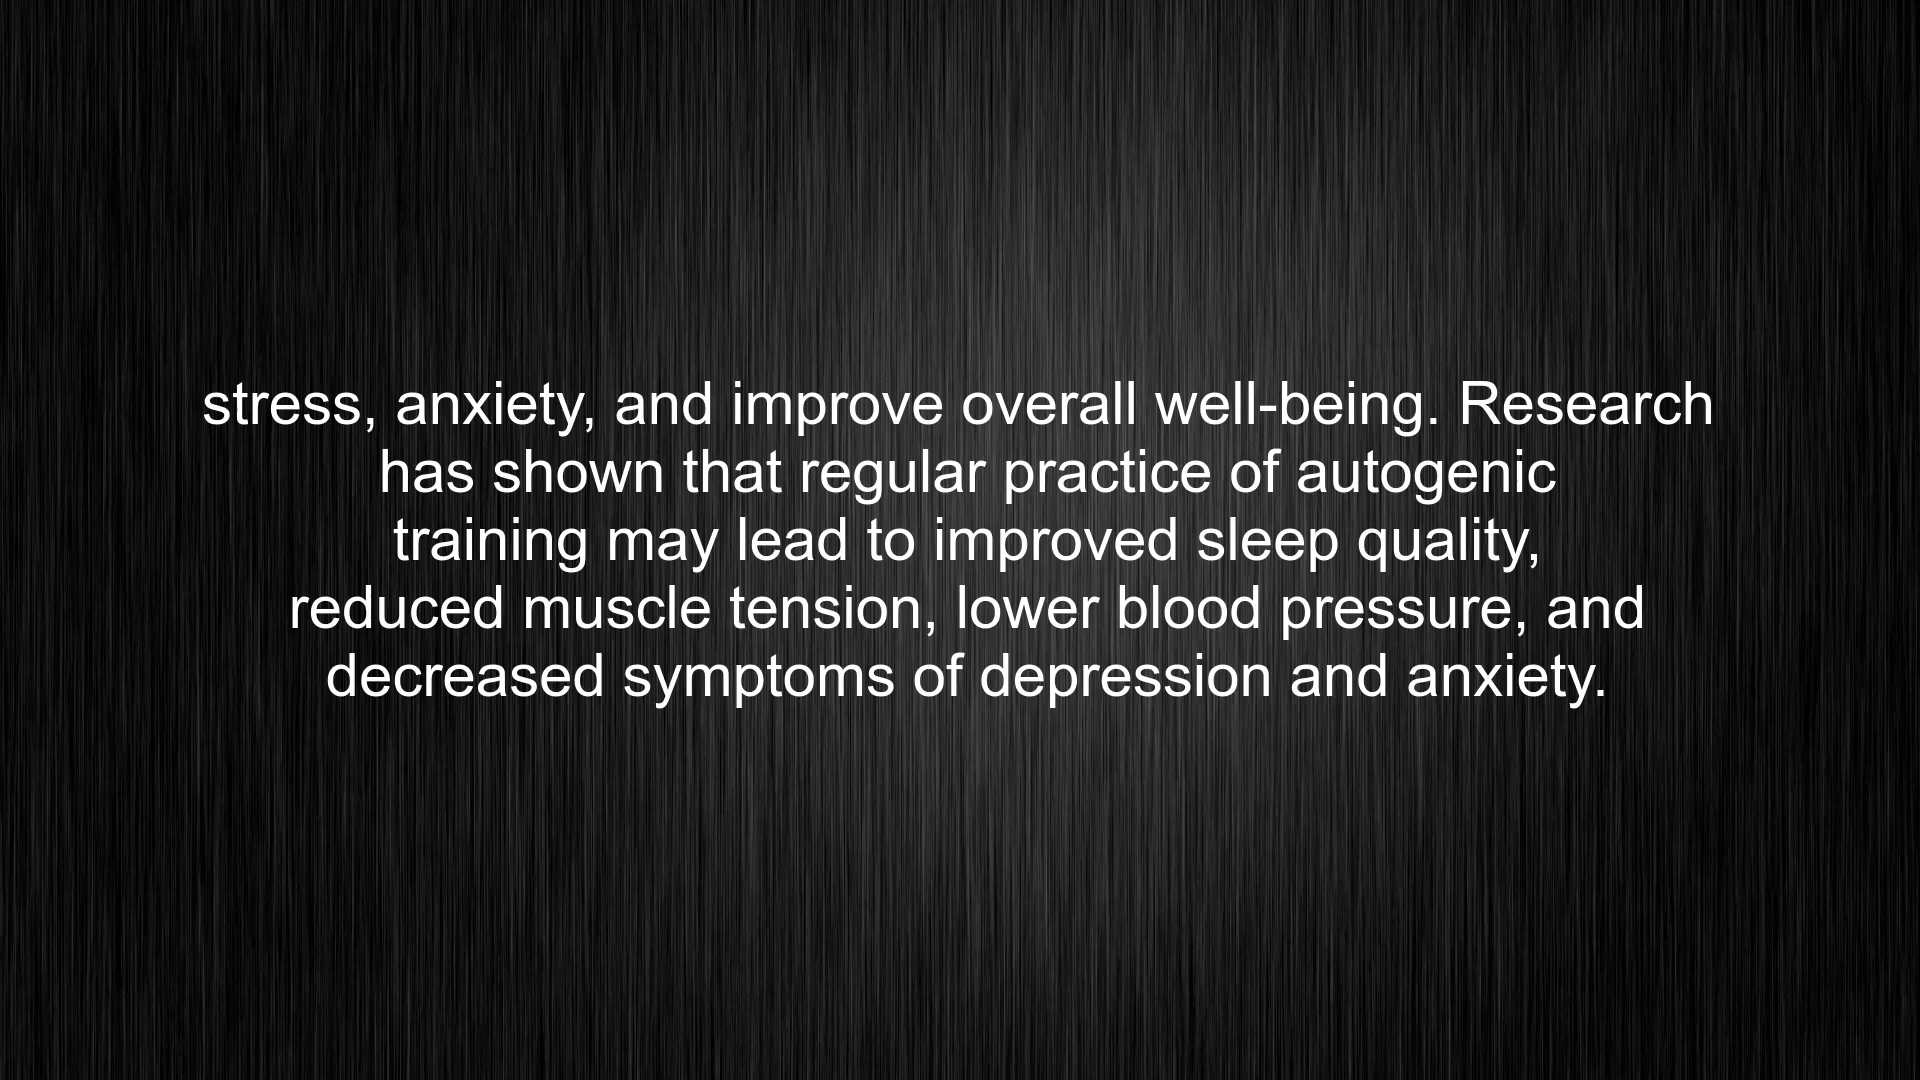 stress, anxiety, and improve overall well-being. Research
has shown that regular practice of autogenic
training may lead to improved sleep quality,
reduced muscle tension, lower blood pressure, and
decreased symptoms of depression and anxiety.